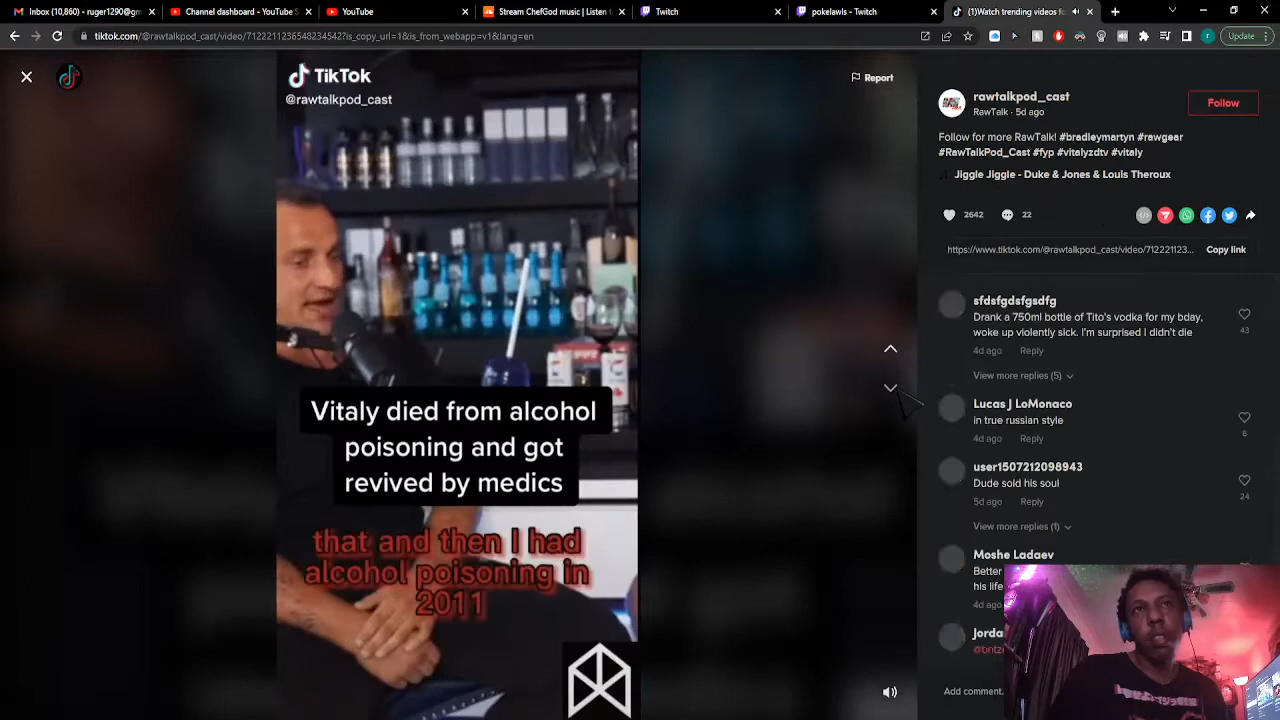 Inbox (10,860) - ruger1290@gm
Channel dashboard - YouTube S
YouTube
Stream ChefGod music | Listen t
Twitch
pokelawls - Twitch
(1)Watch trending videos fo
tiktok.com/@rawtalkpod_cast/video/7122211236548234542?is_copy_url=1&is_from_webapp=v1&lang=en
Update
TikTok
@rawtalkpod_cast
Report
Vitaly died from alcohol
poisoning and got
revived by medics
that and then I had
alcohol poisoning in
2011
rawtalkpod_cast
RawTalk · 5d ago
Follow
Follow for more RawTalk! #bradleymartyn #rawgear
#RawTalkPod_Cast #fyp #vitalyzdtv #vitaly
Jiggle Jiggle - Duke & Jones & Louis Theroux
2642
22
https://www.tiktok.com/@rawtalkpod_cast/video/712221123...
Copy link
sfdsfgdsfgsdfg
Drank a 750ml bottle of Tito's vodka for my bday,
woke up violently sick. I'm surprised I didn't die
43
4d ago Reply
View more replies (5)
Lucas J LoMonaco
in true russian style
6
4d ago Reply
user1507212098943
Dude sold his soul
24
5d ago Reply
View more replies (1)
Moshe Ladaev
Better
his life
4d ago
Jorda
Add comment.